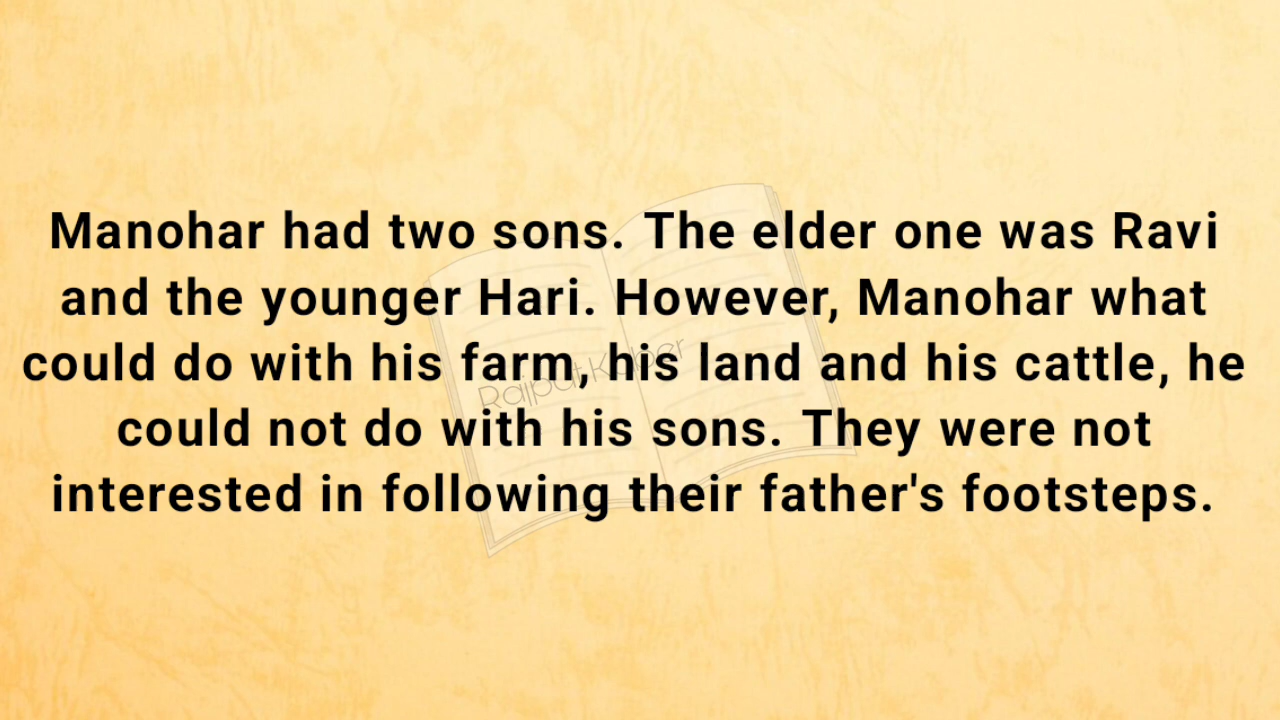 Manohar had two sons. The elder one was Ravi
and the younger Hari. However, Manohar what
could do with his farm, his land and his cattle, he
could not do with his sons. They were not
interested in following their father's footsteps.